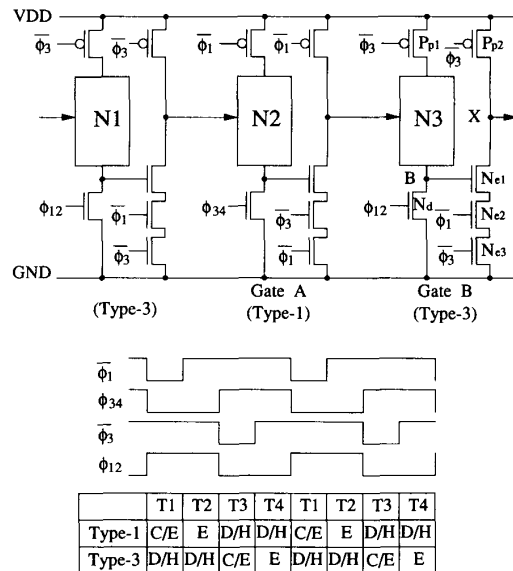 VDD
φ̅3 φ̅3 φ̅1 φ̅1 φ̅3 Pp1 φ̅3 Pp2
N1 N2 N3 X
B Ne1
φ12 φ34 φ12 Nd
φ̅1 φ̅3 φ̅1 Ne2
φ̅3 φ̅1 φ̅3 Ne3
GND
(Type-3) Gate A Gate B
(Type-1) (Type-3)
φ̅1
φ34
φ̅3
φ12
T1 T2 T3 T4 T1 T2 T3 T4
Type-1 C/E E D/H D/H C/E E D/H D/H
Type-3 D/H D/H C/E E D/H D/H C/E E